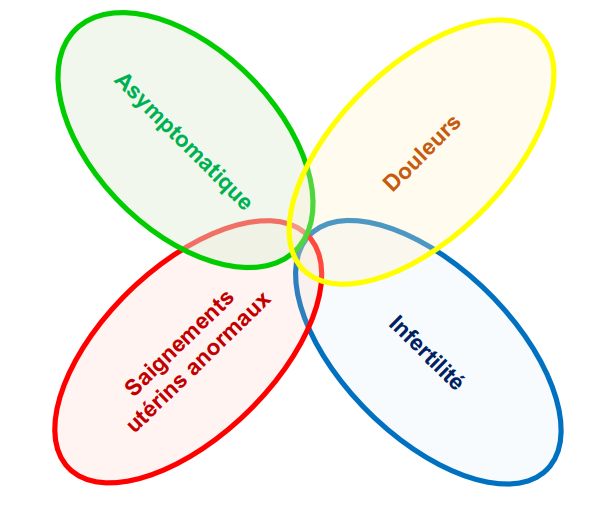 Asymptomatique
Douleurs
Saignements
utérins anormaux
Infertilité